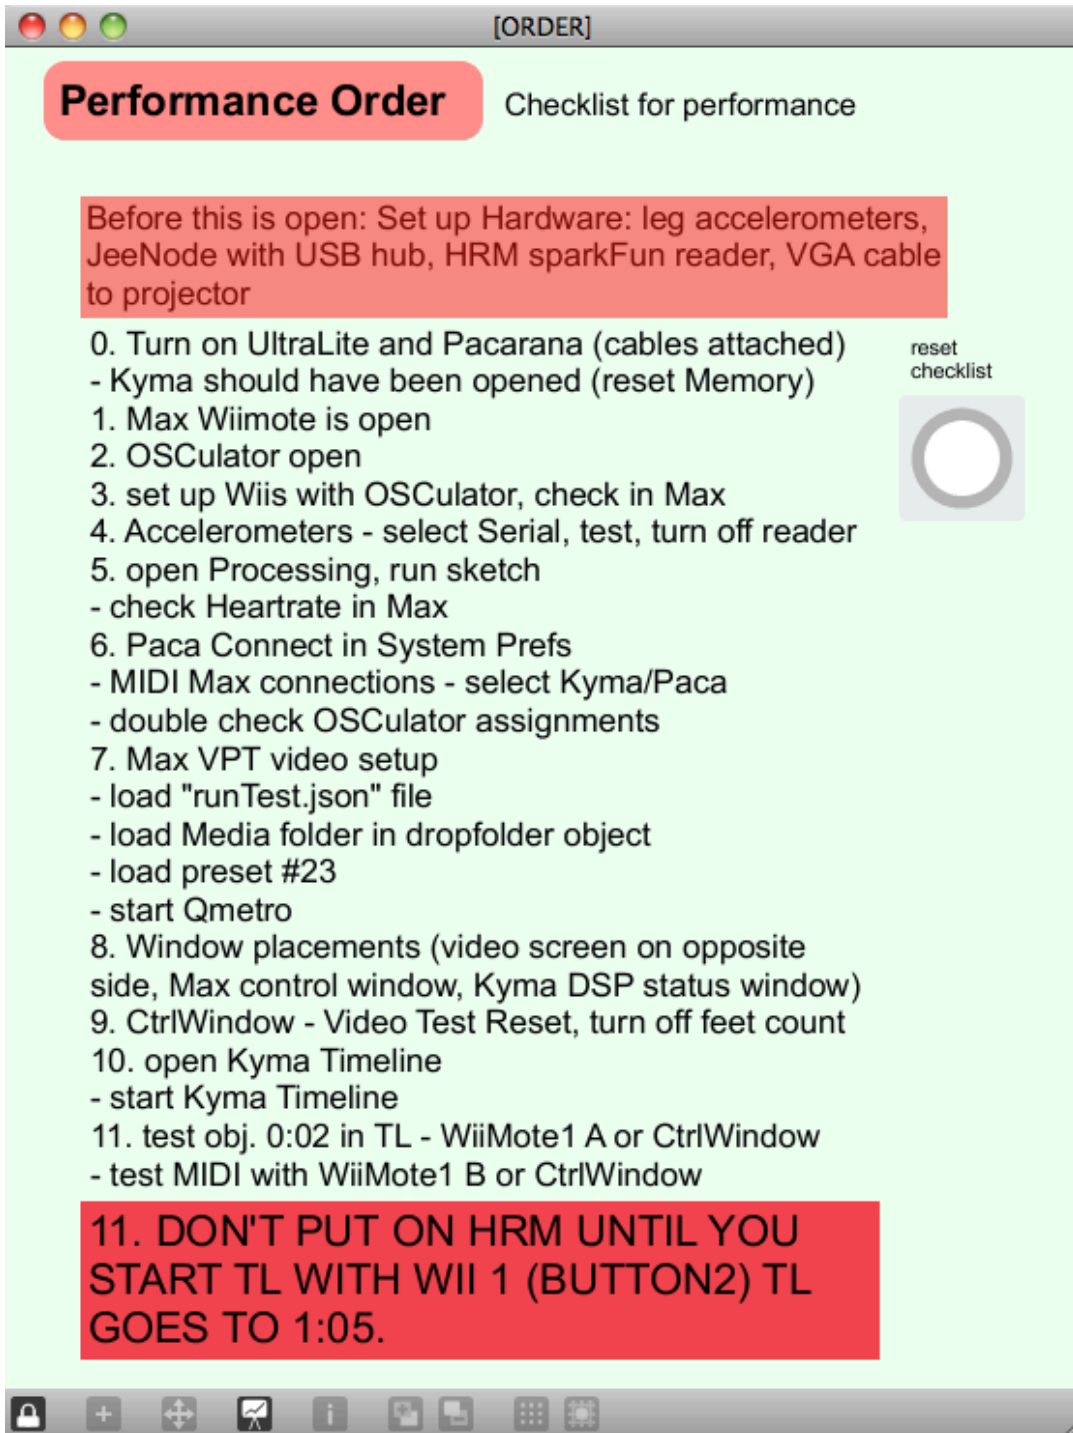 [ORDER]
Performance Order
Checklist for performance
Before this is open: Set up Hardware: leg accelerometers,
JeeNode with USB hub, HRM sparkFun reader, VGA cable
to projector
0. Turn on UltraLite and Pacarana (cables attached)
- Kyma should have been opened (reset Memory)
1. Max Wiimote is open
2. OSCulator open
3. set up Wiis with OSCulator, check in Max
4. Accelerometers - select Serial, test, turn off reader
5. open Processing, run sketch
- check Heartrate in Max
6. Paca Connect in System Prefs
- MIDI Max connections - select Kyma/Paca
- double check OSCulator assignments
7. Max VPT video setup
- load "runTest.json" file
- load Media folder in dropfolder object
- load preset #23
- start Qmetro
8. Window placements (video screen on opposite
side, Max control window, Kyma DSP status window)
9. CtrlWindow - Video Test Reset, turn off feet count
10. open Kyma Timeline
- start Kyma Timeline
11. test obj. 0:02 in TL - WiiMote1 A or CtrlWindow
- test MIDI with WiiMote1 B or CtrlWindow
11. DON'T PUT ON HRM UNTIL YOU
START TL WITH WII 1 (BUTTON2) TL
GOES TO 1:05.
reset
checklist